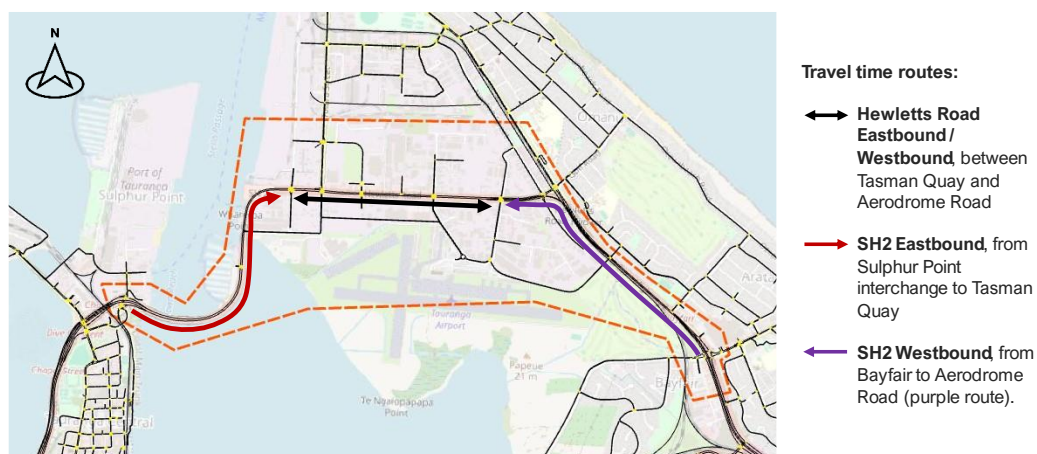 N
Port of
Tauranga
Sulphur Point
Omanu
Tauranga
Airport
Te Ngaiopapapa
Point
Papeue
21 m
Bayfair
Arata
Travel time routes:
Hewletts Road
Eastbound /
Westbound, between
Tasman Quay and
Aerodrome Road
SH2 Eastbound, from
Sulphur Point
interchange to Tasman
Quay
SH2 Westbound, from
Bayfair to Aerodrome
Road (purple route).